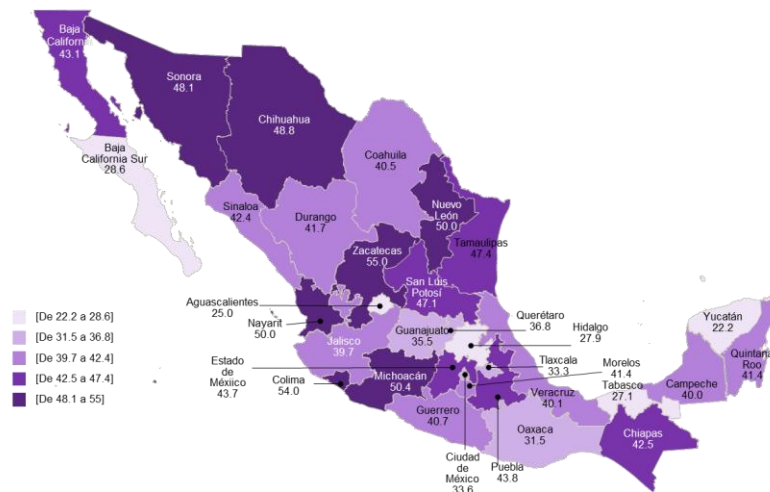 Baja
California
43.1
Sonora
48.1
Chihuahua
48.8
Baja
California Sur
28.6
Coahuila
40.5
Sinaloa
42.4
Durango
41.7
Nuevo
León
50.0
Tamaulipas
47.4
Zacatecas
55.0
San Luis
Potosí
47.1
Aguascalientes
25.0
Nayarit
50.0
Guanajuato
35.5
Querétaro
36.8
Hidalgo
27.9
Yucatán
22.2
Jalisco
39.7
Estado
de
Méxiico
43.7
Colima
54.0
Michoacán
50.4
Tlaxcala
33.3
Morelos
41.4
Tabasco
27.1
Campeche
40.0
Quintana
Roo
41.4
Veracruz
40.1
Guerrero
40.7
Oaxaca
31.5
Chiapas
42.5
Ciudad
de
México
33.6
Puebla
43.8
[De 22.2 a 28.6]
[De 31.5 a 36.8]
[De 39.7 a 42.4]
[De 42.5 a 47.4]
[De 48.1 a 55]